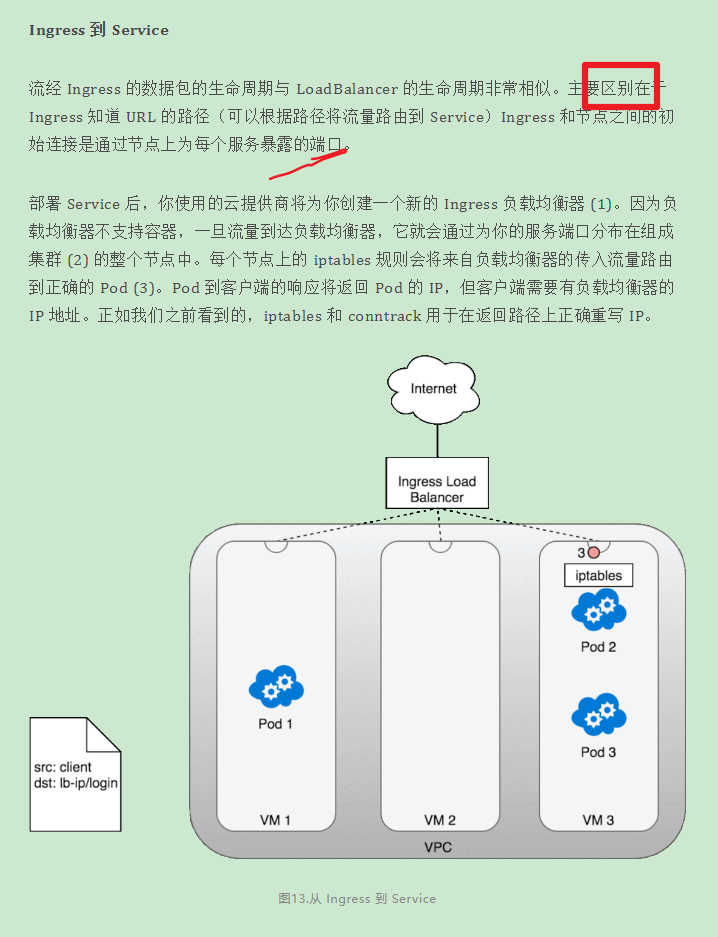 Ingress 到 Service
流经 Ingress 的数据包的生命周期与 LoadBalancer 的生命周期非常相似。主要区别在于
Ingress 知道 URL 的路径（可以根据路径将流量路由到 Service）Ingress 和节点之间的初
始连接是通过节点上为每个服务暴露的端口。
部署 Service 后，你使用的云提供商将为你创建一个新的 Ingress 负载均衡器 (1)。因为负
载均衡器不支持容器，一旦流量到达负载均衡器，它就会通过为你的服务端口分布在组成
集群 (2) 的整个节点中。每个节点上的 iptables 规则会将来自负载均衡器的传入流量路由
到正确的 Pod (3)。Pod 到客户端的响应将返回 Pod 的 IP，但客户端需要有负载均衡器的
IP 地址。正如我们之前看到的，iptables 和 conntrack 用于在返回路径上正确重写 IP。
Internet
Ingress Load
Balancer
3
iptables
Pod 2
Pod 1
Pod 3
src: client
dst: lb-ip/login
VM 1
VM 2
VM 3
VPC
图13.从 Ingress 到 Service